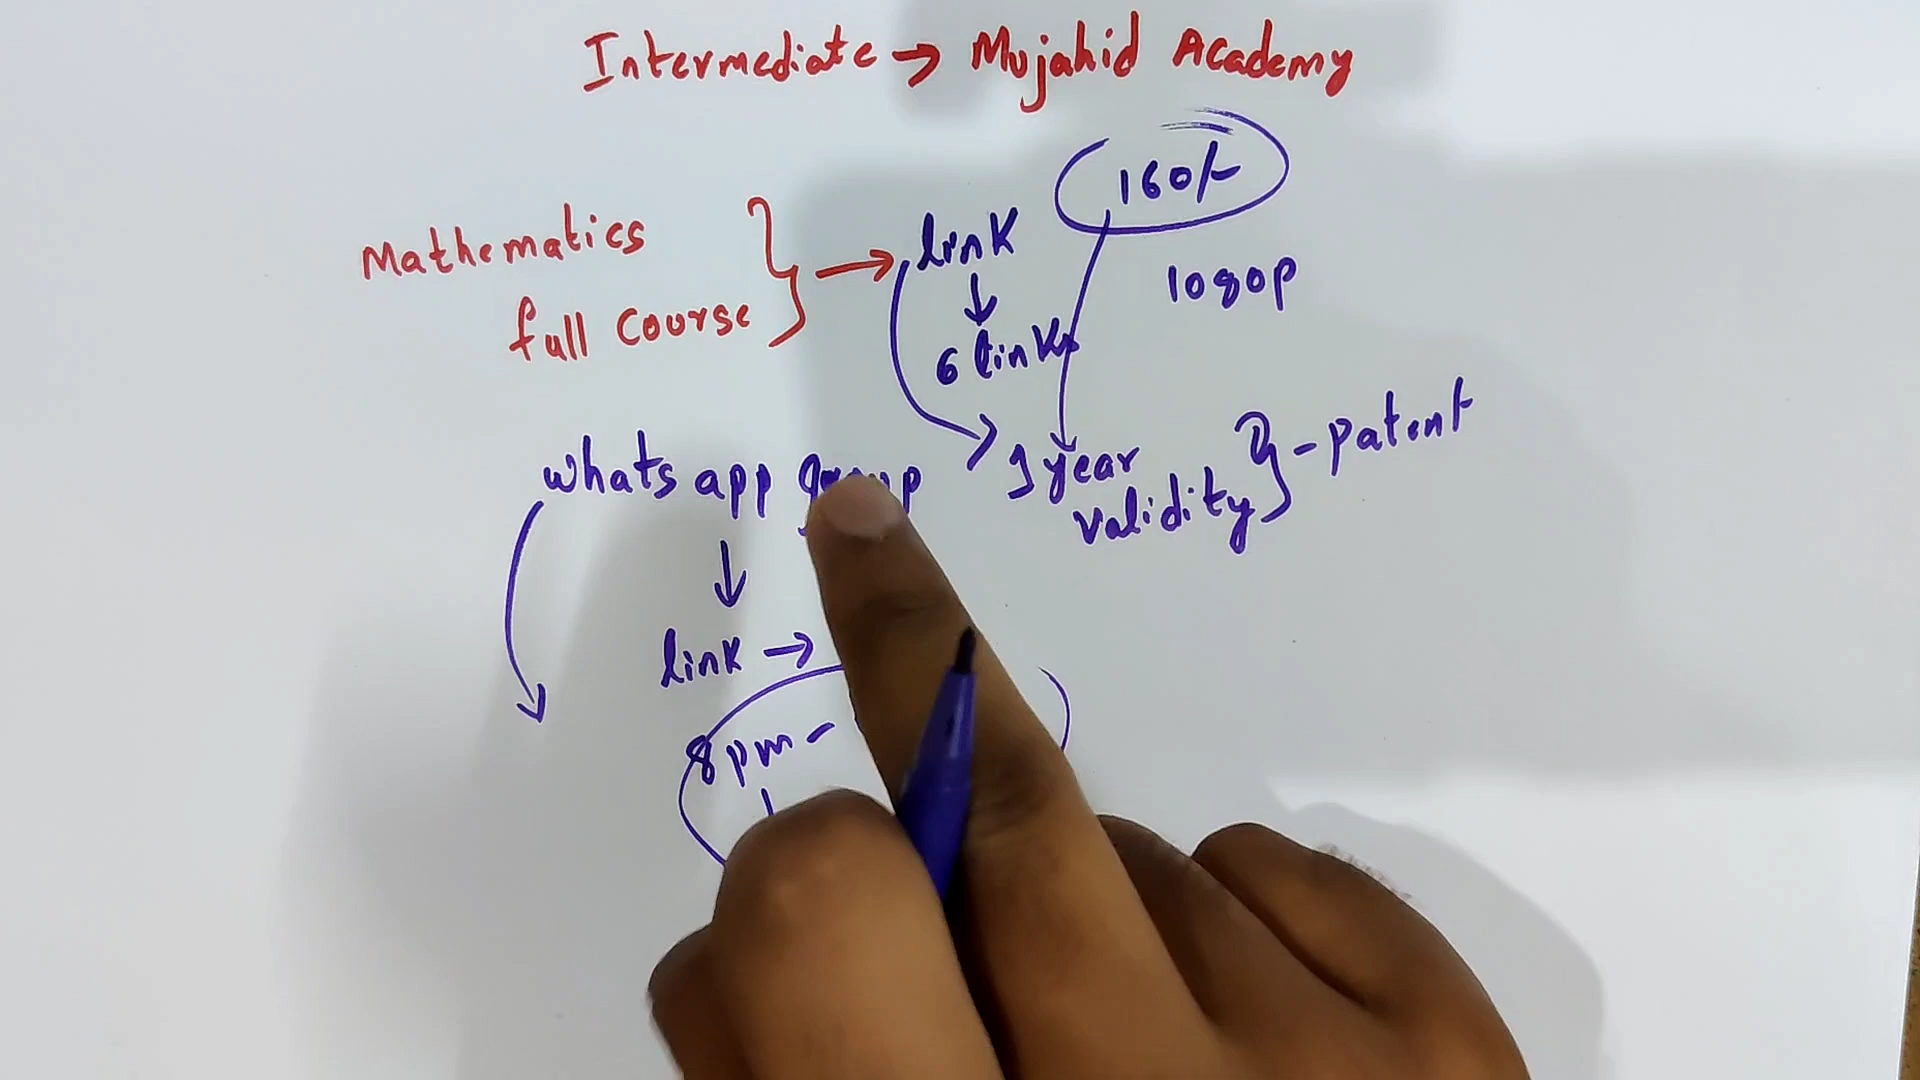 Intermediate → Mujahid Academy
160/-
Mathematics
full Course
→ link
1080p
↓
6 links
1 year
validity
- patent
whats app group
↓
link →
8pm -